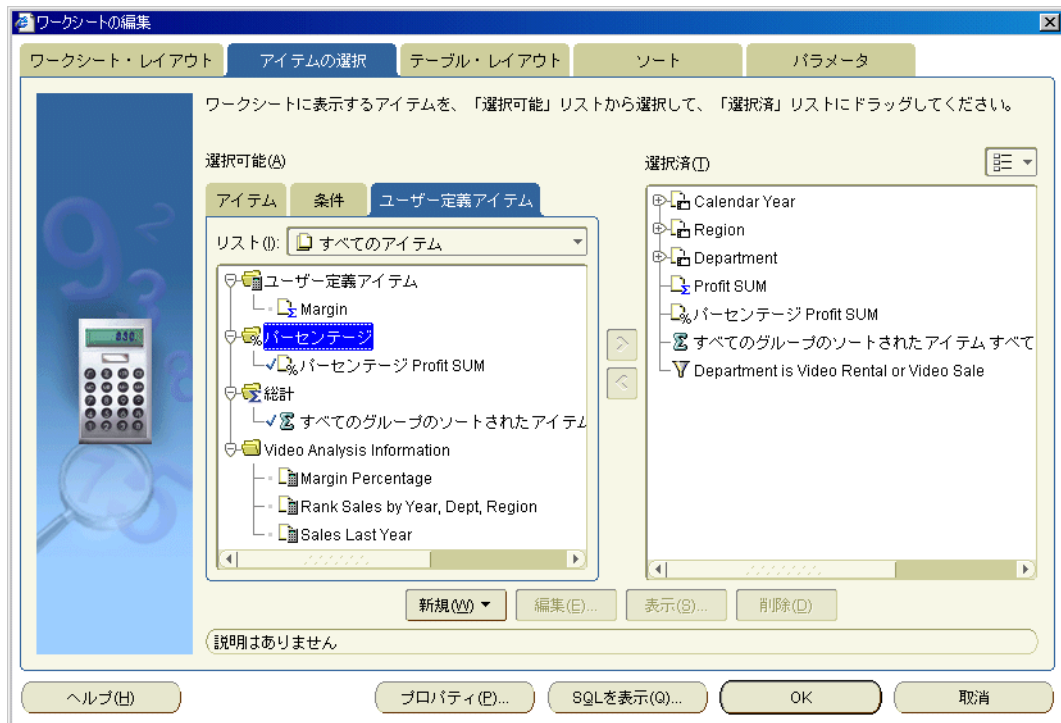 ワークシートの編集
ワークシート・レイアウト アイテムの選択 テーブル・レイアウト ソート パラメータ
ワークシートに表示するアイテムを、「選択可能」リストから選択して、「選択済」リストにドラッグしてください。
選択可能(A)
アイテム 条件 ユーザー定義アイテム
リスト(I): すべてのアイテム
ユーザー定義アイテム
Margin
パーセンテージ
パーセンテージ Profit SUM
総計
すべてのグループのソートされたアイテム
Video Analysis Information
Margin Percentage
Rank Sales by Year, Dept, Region
Sales Last Year
選択済(T)
Calendar Year
Region
Department
Profit SUM
パーセンテージ Profit SUM
すべてのグループのソートされたアイテム すべて
Department is Video Rental or Video Sale
新規(W) 編集(E)... 表示(S)... 削除(D)
説明はありません
ヘルプ(H) プロパティ(P)... SQLを表示(Q)... OK 取消